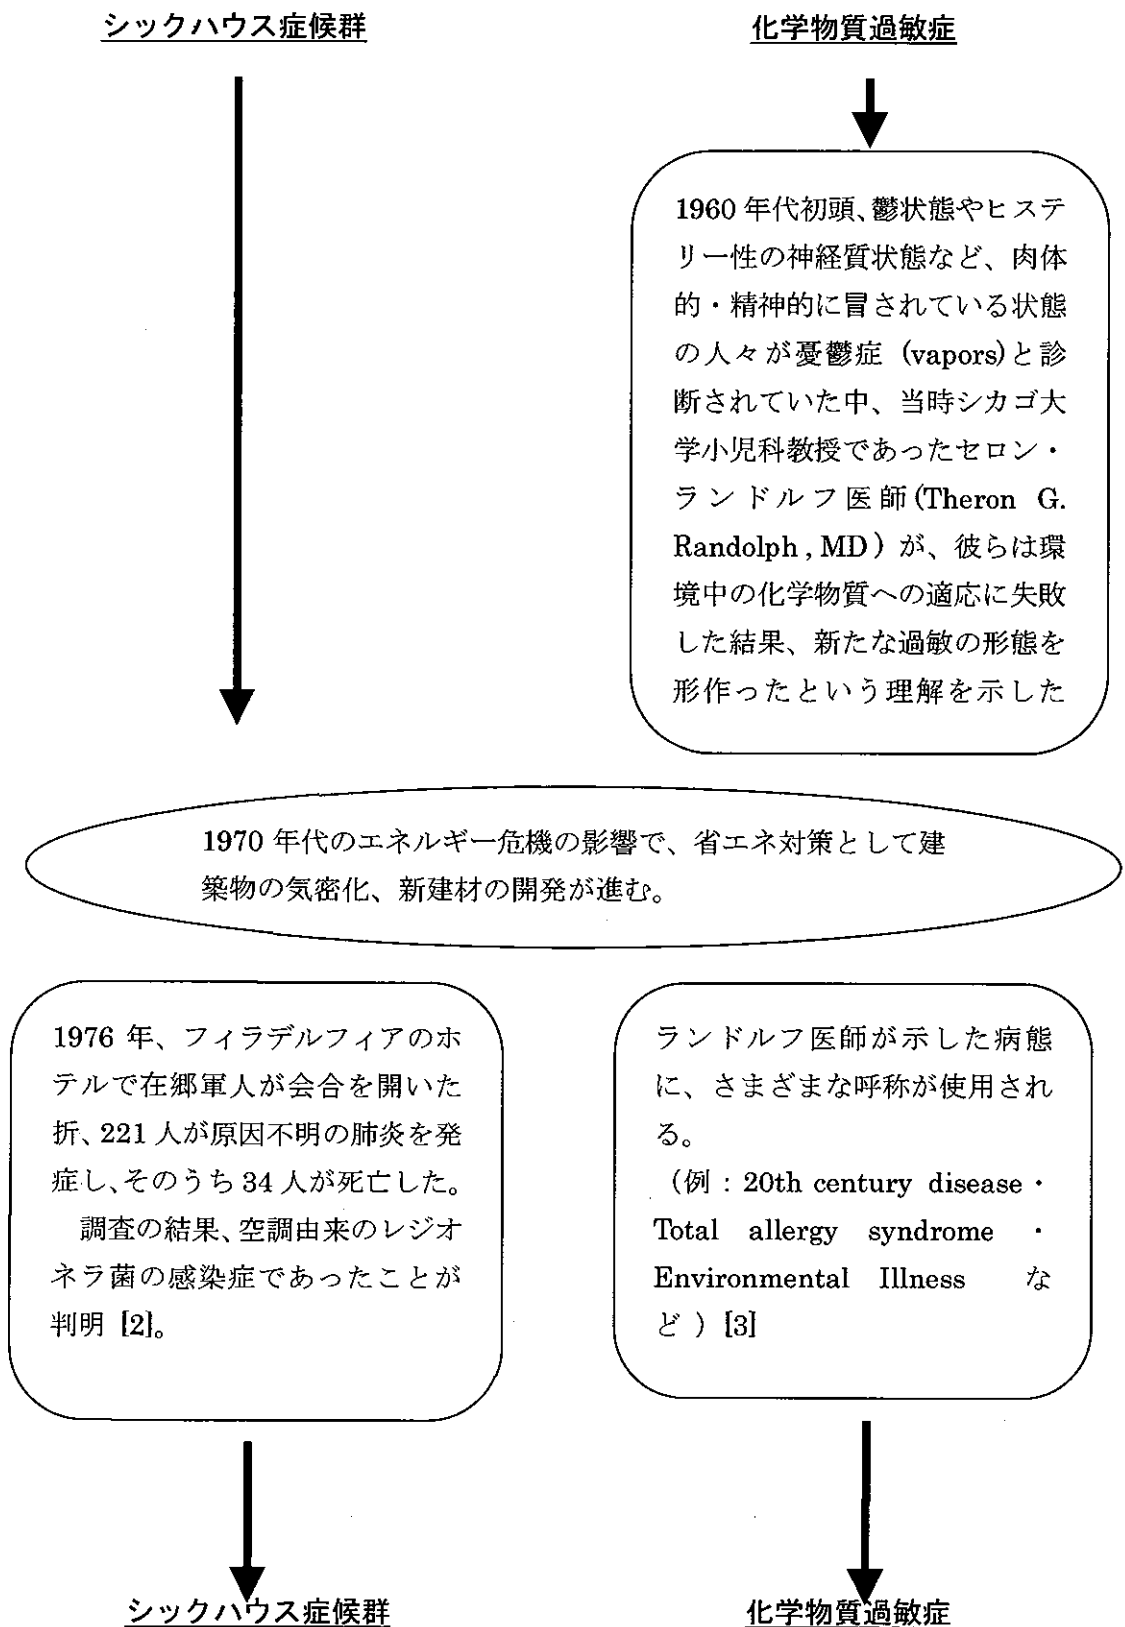 シックハウス症候群
化学物質過敏症
1960 年代初頭、鬱状態やヒステ
リー性の神経質状態など、肉体
的・精神的に冒されている状態
の人々が憂鬱症 (vapors)と診
断されていた中、当時シカゴ大
学小児科教授であったセロン・
ランドルフ医師(Theron G.
Randolph , MD ) が、彼らは環
境中の化学物質への適応に失敗
した結果、新たな過敏の形態を
形作ったという理解を示した
1970 年代のエネルギー危機の影響で、省エネ対策として建
築物の気密化、新建材の開発が進む。
1976 年、フィラデルフィアのホ
テルで在郷軍人が会合を開いた
折、221 人が原因不明の肺炎を発
症し、そのうち 34 人が死亡した。
調査の結果、空調由来のレジオ
ネラ菌の感染症であったことが
判明 [2]。
ランドルフ医師が示した病態
に、さまざまな呼称が使用され
る。
(例:20th century disease・
Total allergy syndrome ・
Environmental Illness な
ど ) [3]
シックハウス症候群
化学物質過敏症